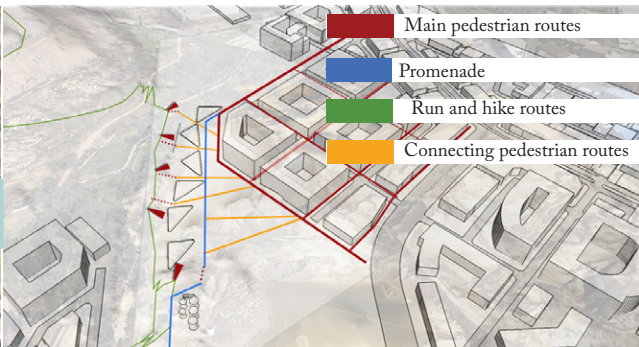 Main pedestrian routes
Promenade
Run and hike routes
Connecting pedestrian routes